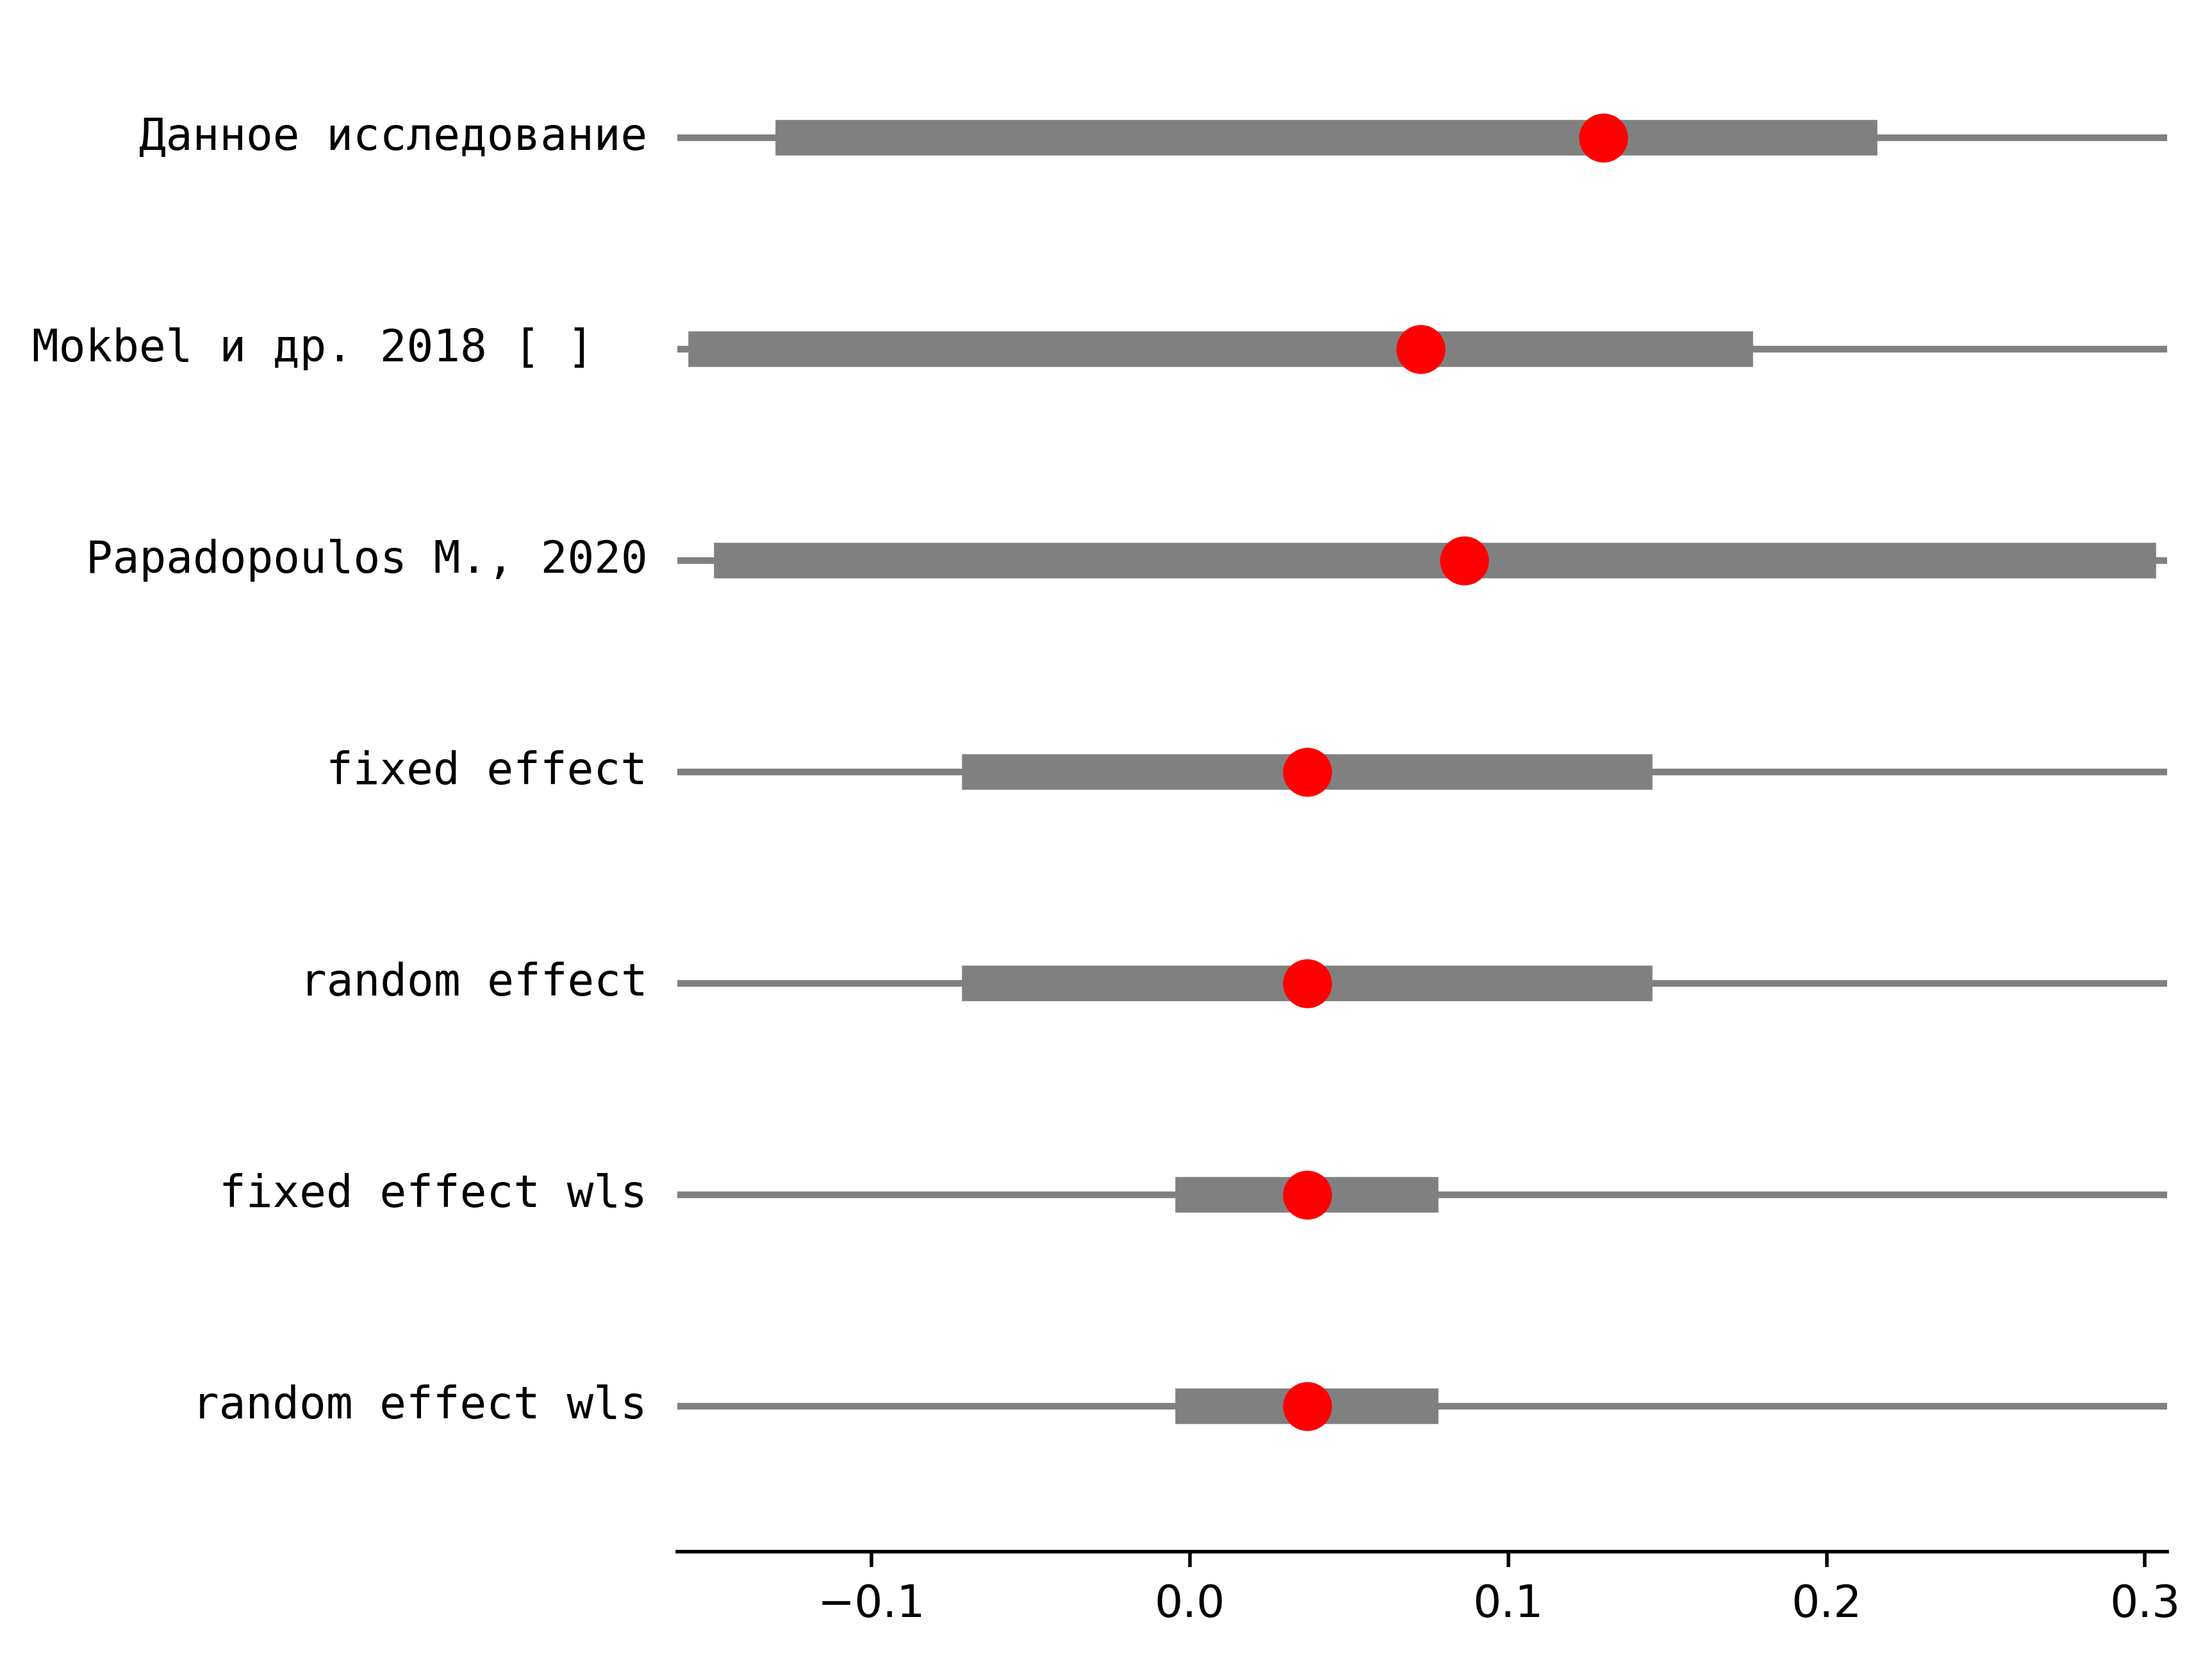 Данное исследование
Mokbel и др. 2018 [ ]
Papadopoulos M., 2020
fixed effect
random effect
fixed effect wls
random effect wls
−0.1 0.0 0.1 0.2 0.3